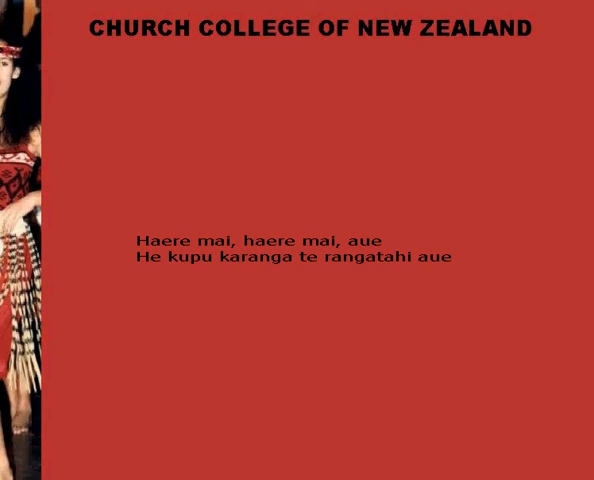 CHURCH COLLEGE OF NEW ZEALAND
Haere mai, haere mai, aue
He kupu karanga te rangatahi aue